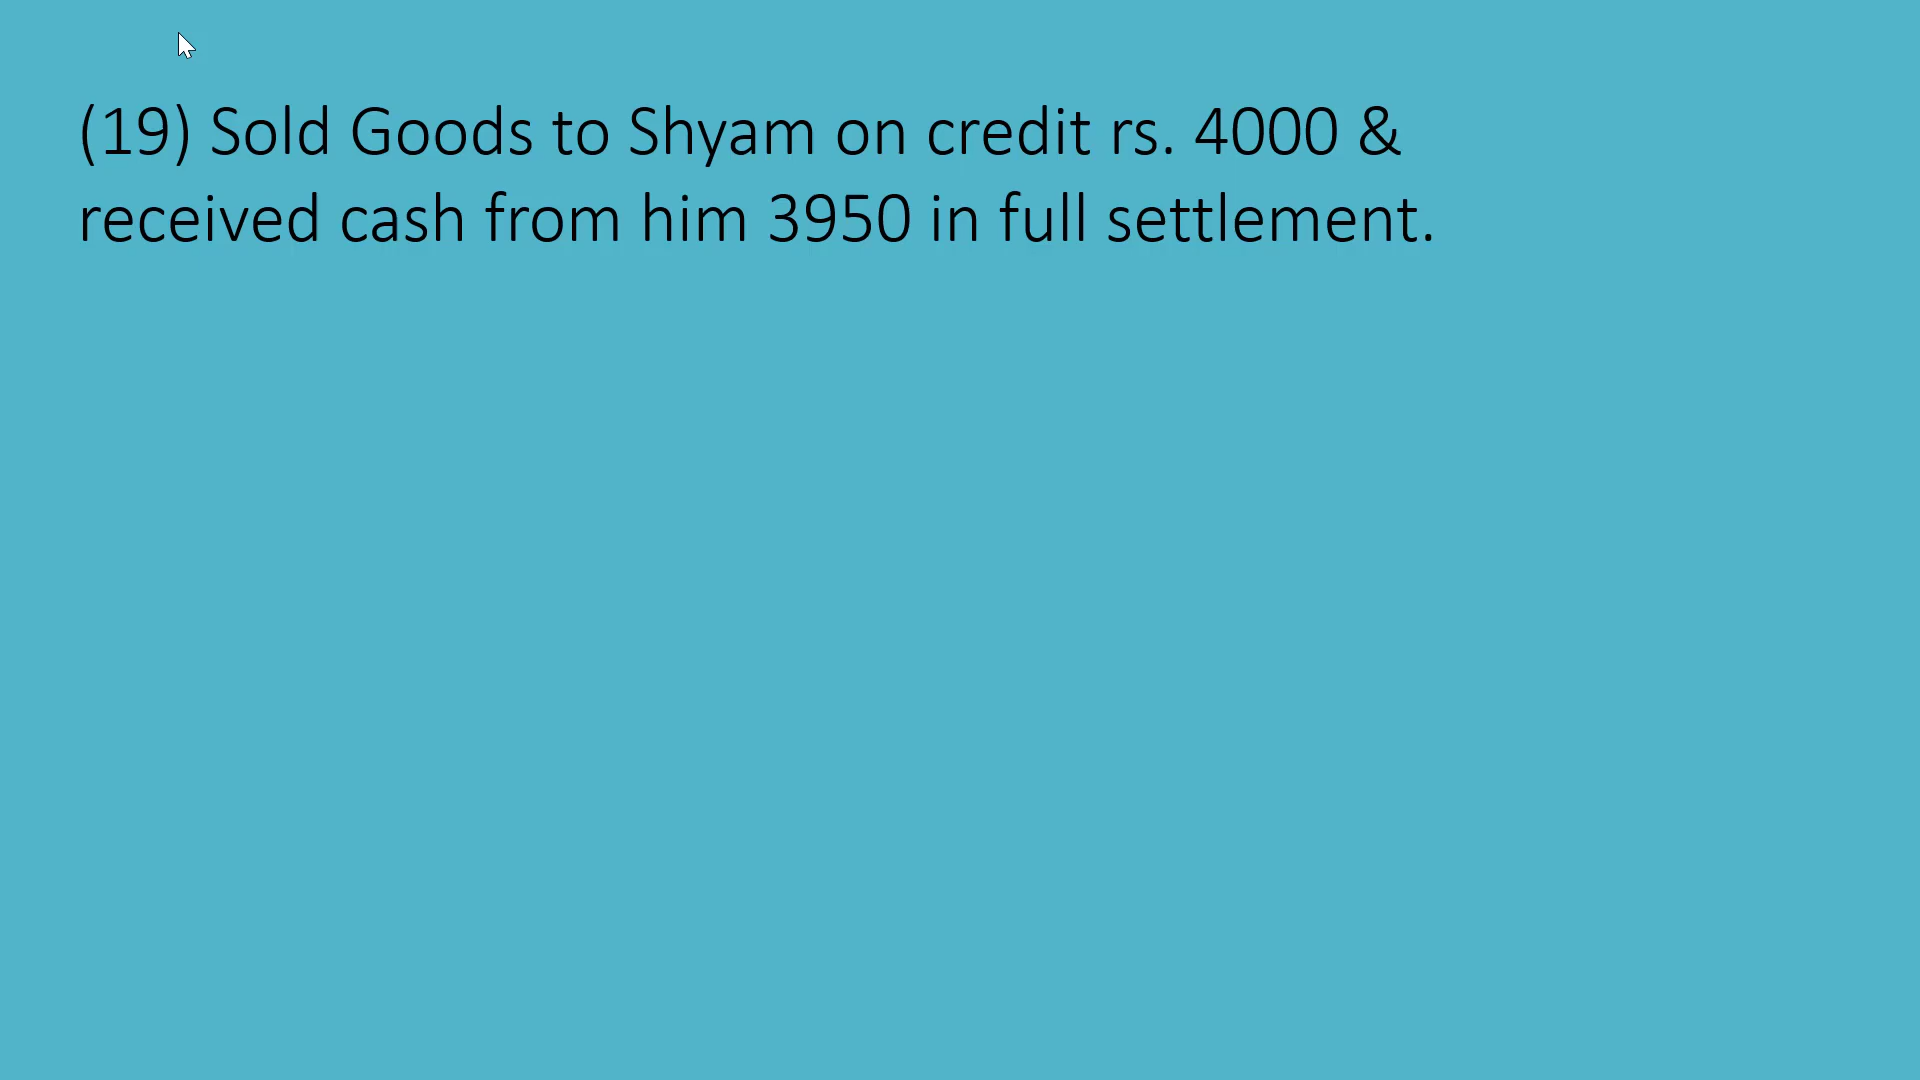 (19) Sold Goods to Shyam on credit rs. 4000 &
received cash from him 3950 in full settlement.